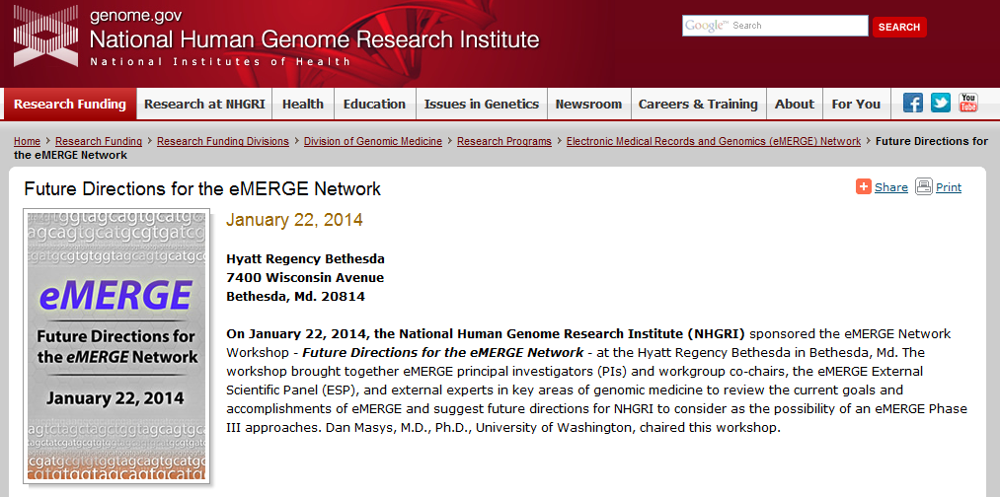 genome.gov
National Human Genome Research Institute
National Institutes of Health
Google™ Search
SEARCH
Research Funding
Research at NHGRI
Health
Education
Issues in Genetics
Newsroom
Careers & Training
About
For You
You
Tube
Home > Research Funding > Research Funding Divisions > Division of Genomic Medicine > Research Programs > Electronic Medical Records and Genomics (eMERGE) Network > Future Directions for
the eMERGE Network
Future Directions for the eMERGE Network
Share
Print
eMERGE
Future Directions for
the eMERGE Network
January 22, 2014
January 22, 2014
Hyatt Regency Bethesda
7400 Wisconsin Avenue
Bethesda, Md. 20814
On January 22, 2014, the National Human Genome Research Institute (NHGRI) sponsored the eMERGE Network
Workshop - Future Directions for the eMERGE Network - at the Hyatt Regency Bethesda in Bethesda, Md. The
workshop brought together eMERGE principal investigators (PIs) and workgroup co-chairs, the eMERGE External
Scientific Panel (ESP), and external experts in key areas of genomic medicine to review the current goals and
accomplishments of eMERGE and suggest future directions for NHGRI to consider as the possibility of an eMERGE Phase
III approaches. Dan Masys, M.D., Ph.D., University of Washington, chaired this workshop.